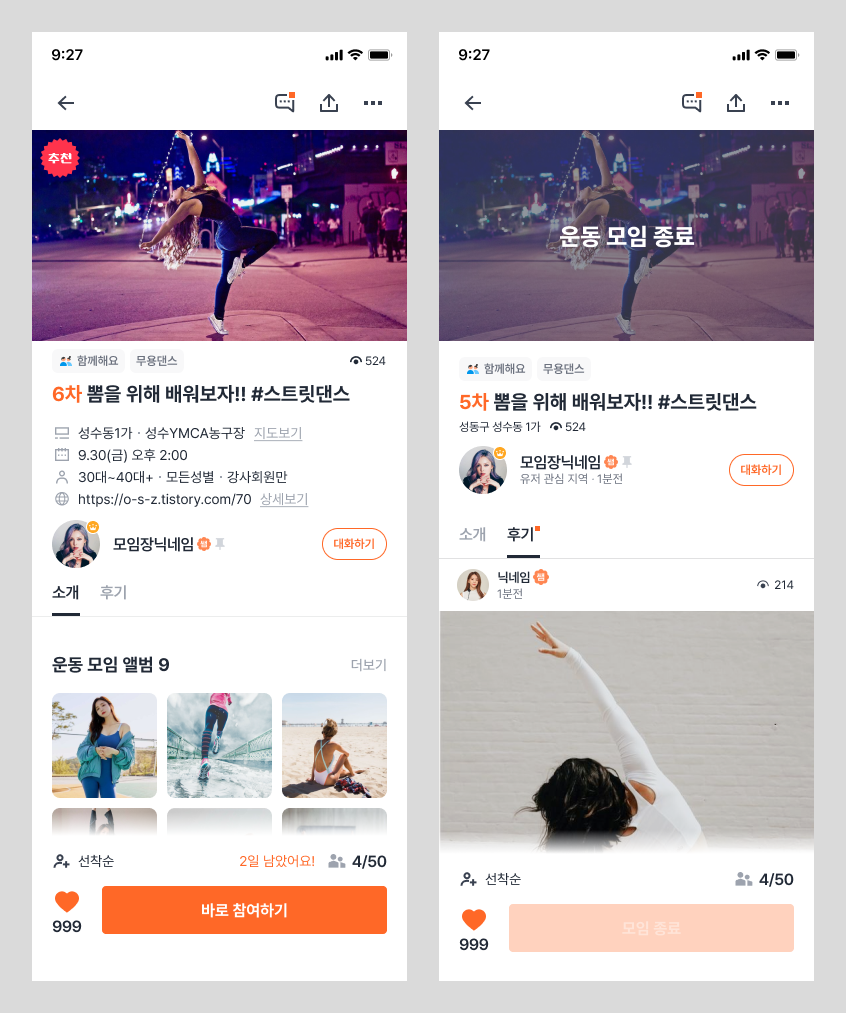 9:27
추천
함께해요 무용댄스 524
6차 뽐을 위해 배워보자!! #스트릿댄스
성수동1가 · 성수YMCA농구장 지도보기
9.30(금) 오후 2:00
30대~40대+ · 모든성별 · 강사회원만
https://o-s-z.tistory.com/70 상세보기
모임장닉네임 쌤 대화하기
소개 후기
운동 모임 앨범 9 더보기
선착순 2일 남았어요! 4/50
999 바로 참여하기
9:27
운동 모임 종료
함께해요 무용댄스
5차 뽐을 위해 배워보자!! #스트릿댄스
성동구 성수동 1가 524
모임장닉네임 쌤 대화하기
유저 관심 지역 · 1분전
소개 후기
닉네임 쌤 214
1분전
선착순 4/50
999 모임 종료